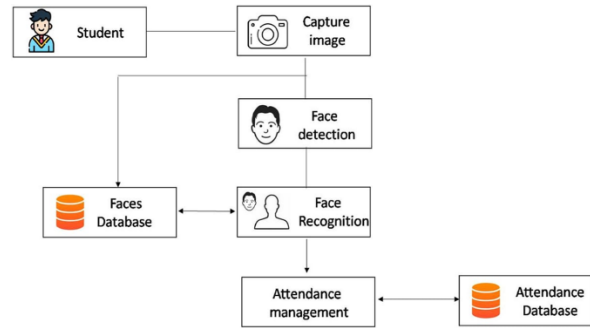 Student
Capture
image
Face
detection
Faces
Database
Face
Recognition
Attendance
management
Attendance
Database